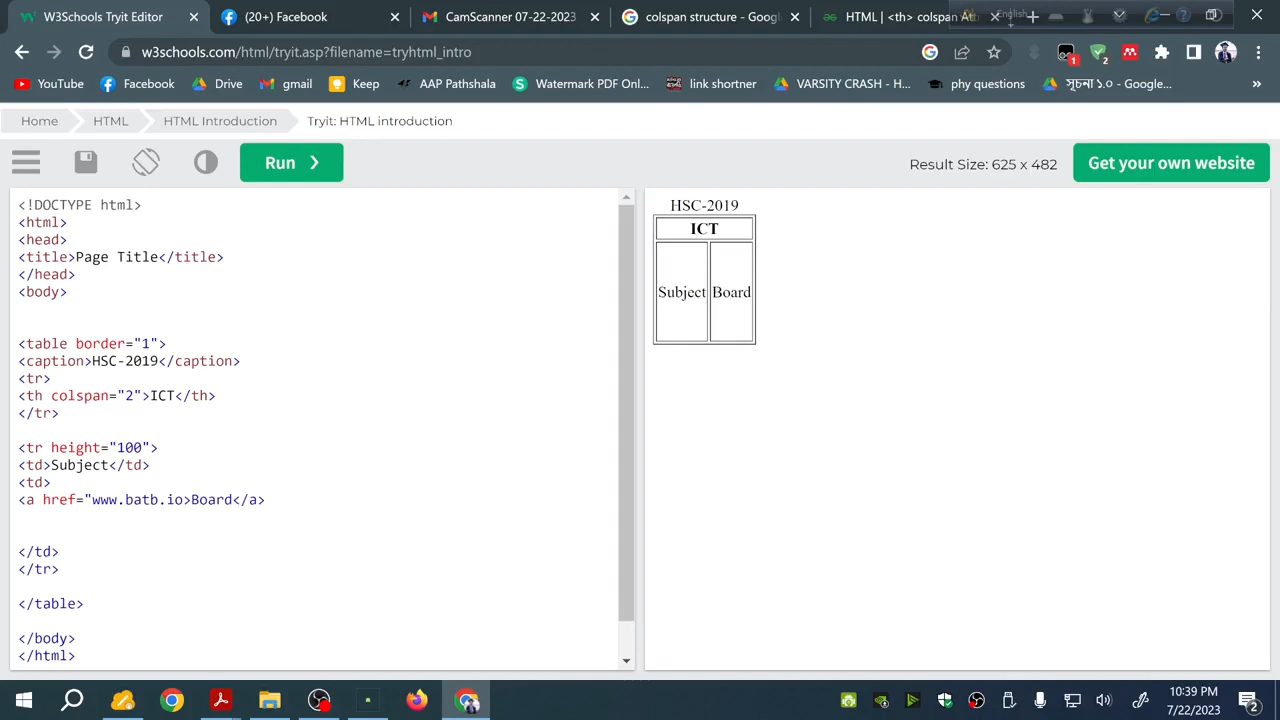 W3Schools Tryit Editor
(20+) Facebook
CamScanner 07-22-2023
colspan structure - Googl
HTML | <th> colspan Att
English
w3schools.com/html/tryit.asp?filename=tryhtml_intro
1
2
YouTube
Facebook
Drive
gmail
Keep
AAP Pathshala
Watermark PDF Onl...
link shortner
VARSITY CRASH - H...
phy questions
সূচনা ১.০ - Google...
Home
HTML
HTML Introduction
Tryit: HTML introduction
Run
Result Size: 625 x 482
Get your own website
<!DOCTYPE html>
<html>
<head>
<title>Page Title</title>
</head>
<body>
<table border="1">
<caption>HSC-2019</caption>
<tr>
<th colspan="2">ICT</th>
</tr>
<tr height="100">
<td>Subject</td>
<td>
<a href="www.batb.io>Board</a>
</td>
</tr>
</table>
</body>
</html>
HSC-2019
ICT
Subject Board
10:39 PM
7/22/2023
2